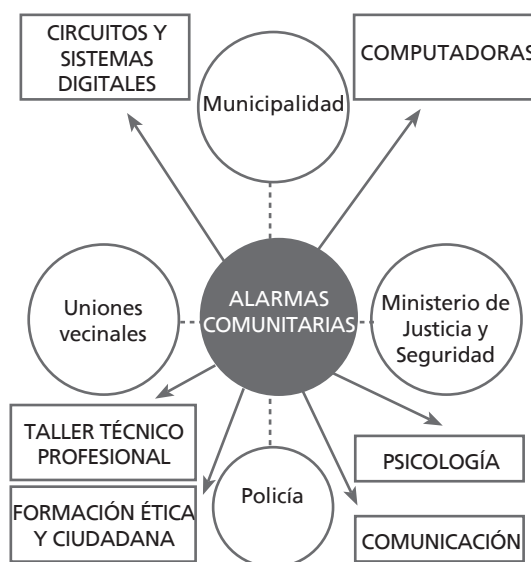 CIRCUITOS Y
SISTEMAS
DIGITALES
Municipalidad
COMPUTADORAS
Uniones
vecinales
ALARMAS
COMUNITARIAS
Ministerio de
Justicia y
Seguridad
TALLER TÉCNICO
PROFESIONAL
PSICOLOGÍA
FORMACIÓN ÉTICA
Y CIUDADANA
Policía
COMUNICACIÓN